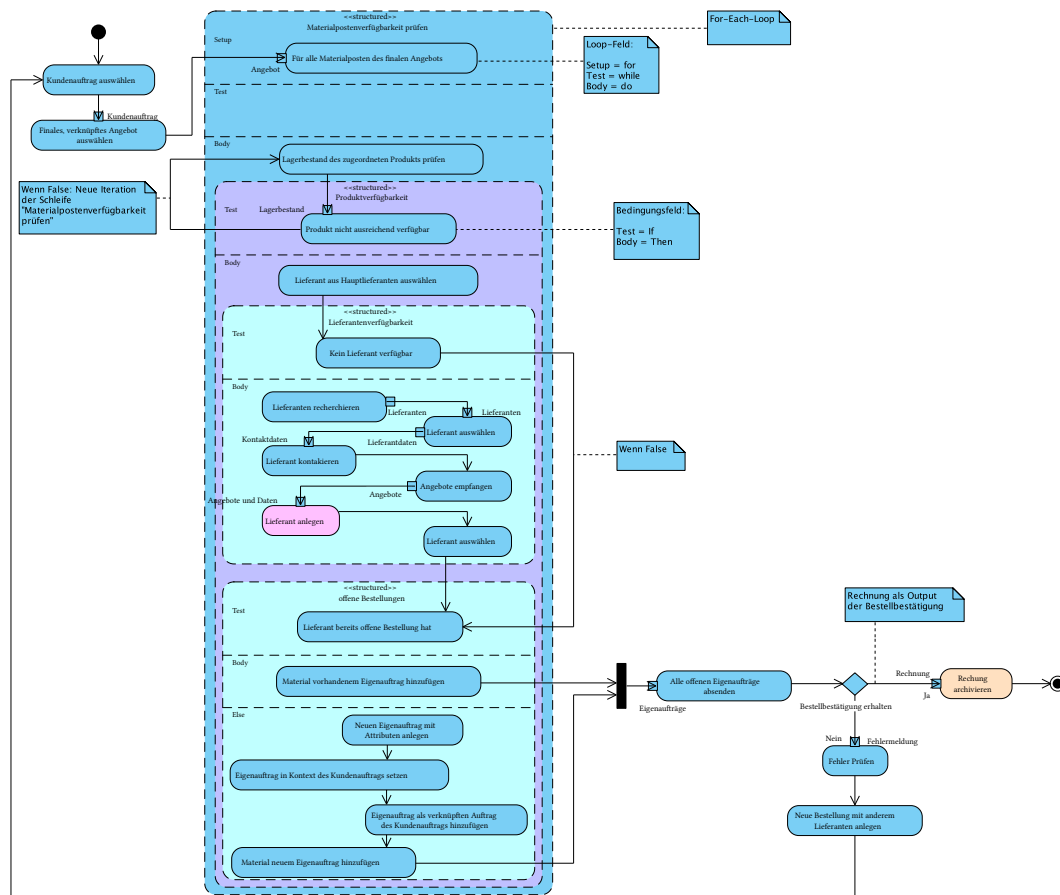 <<structured>>
Materialpostenverfügbarkeit prüfen
For-Each-Loop
Setup
Loop-Feld:
Setup = for
Test = while
Body = do
Für alle Materialposten des finalen Angebots
Angebot
Kundenauftrag auswählen
Test
Kundenauftrag
Finales, verknüpftes Angebot
auswählen
Body
Lagerbestand des zugeordneten Produkts prüfen
Wenn False: Neue Iteration
der Schleife
"Materialpostenverfügbarkeit
prüfen"
<<structured>>
Produktverfügbarkeit
Test
Lagerbestand
Produkt nicht ausreichend verfügbar
Bedingungsfeld:
Test = If
Body = Then
Body
Lieferant aus Hauptlieferanten auswählen
<<structured>>
Lieferantenverfügbarkeit
Test
Kein Lieferant verfügbar
Body
Lieferanten recherchieren
Lieferanten
Lieferanten
Lieferant auswählen
Kontaktdaten
Lieferantdaten
Lieferant kontakieren
Wenn False
Angebote empfangen
Angebote
Angebote und Daten
Lieferant anlegen
Lieferant auswählen
<<structured>>
offene Bestellungen
Test
Lieferant bereits offene Bestellung hat
Rechnung als Output
der Bestellbestätigung
Body
Material vorhandenem Eigenauftrag hinzufügen
Alle offenen Eigenaufträge
absenden
Eigenaufträge
Rechnung
Ja
Rechung
archivieren
Bestellbestätigung erhalten
Else
Neuen Eigenauftrag mit
Attributen anlegen
Nein
Fehlermeldung
Fehler Prüfen
Eigenauftrag in Kontext des Kundenauftrags setzen
Eigenauftrag als verknüpften Auftrag
des Kundenauftrags hinzufügen
Neue Bestellung mit anderem
Lieferanten anlegen
Material neuem Eigenauftrag hinzufügen